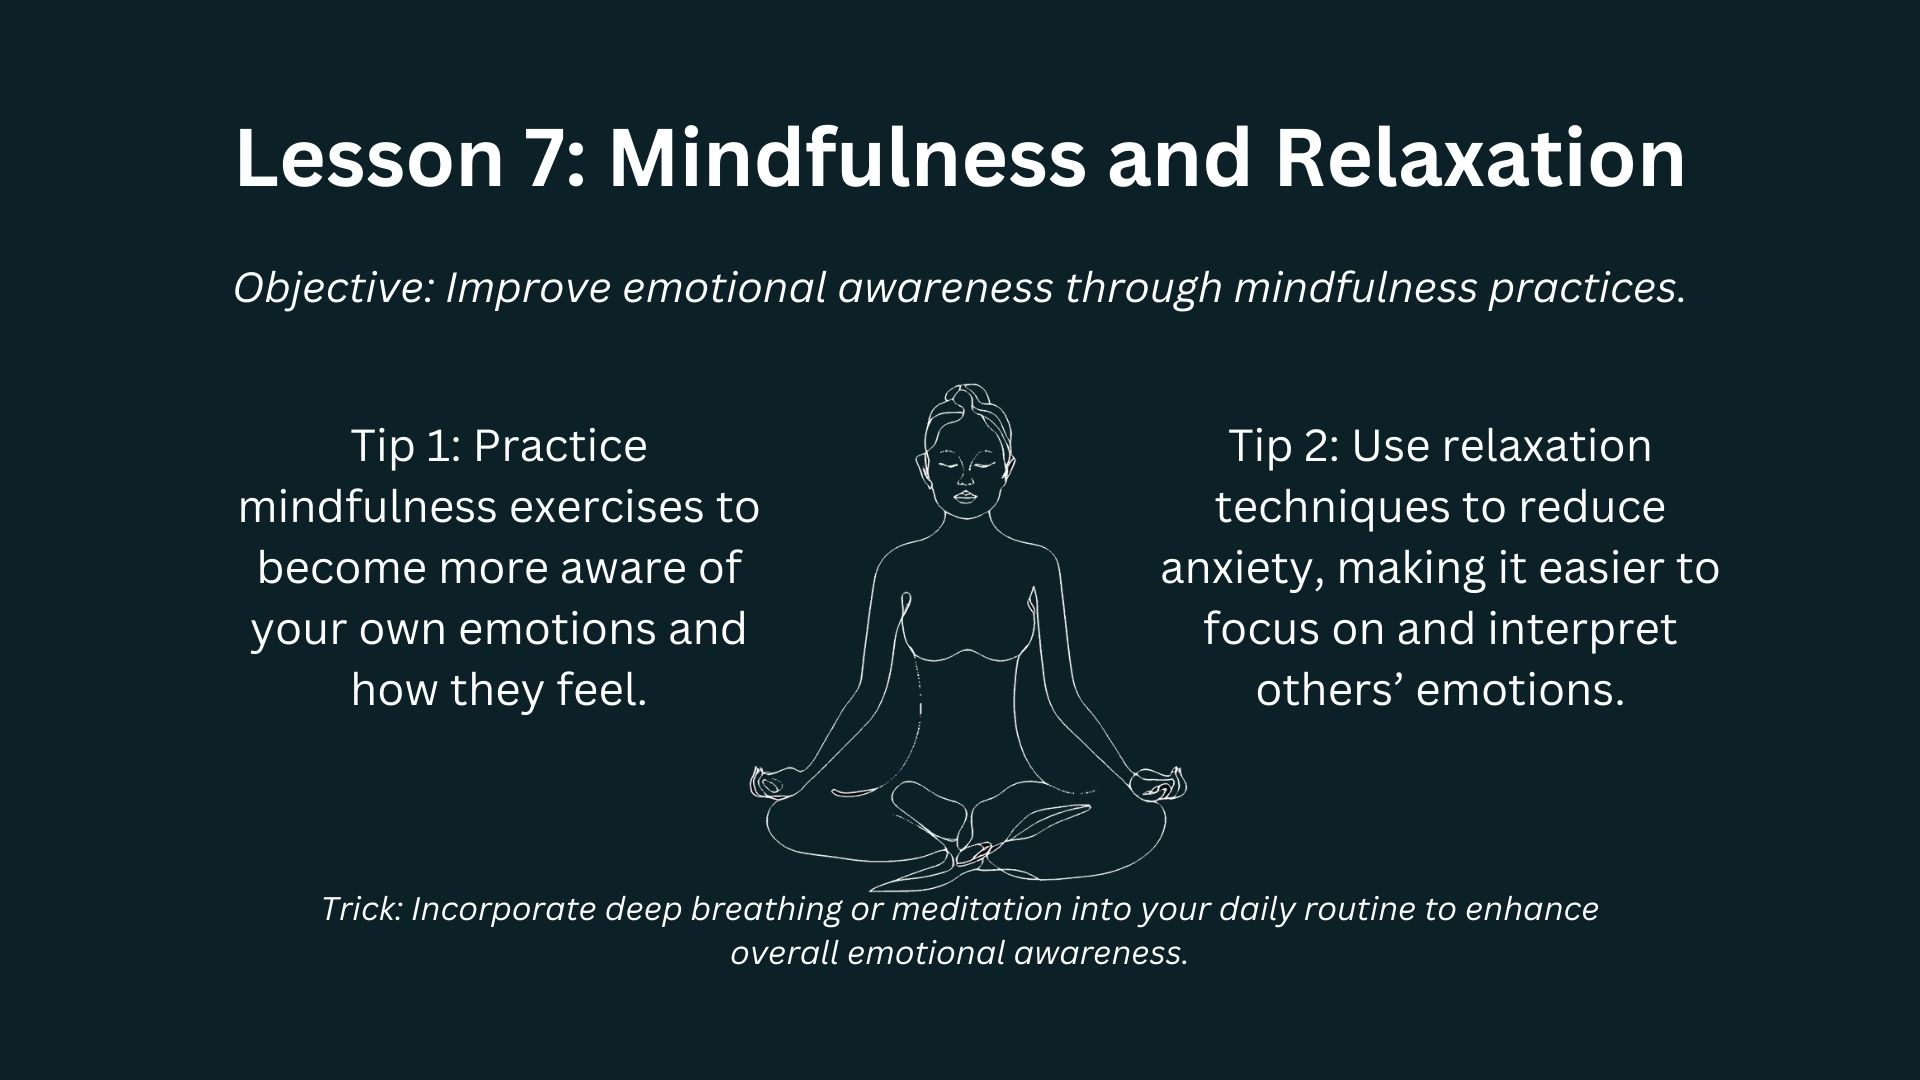 Lesson 7: Mindfulness and Relaxation
Objective: Improve emotional awareness through mindfulness practices.
Tip 1: Practice
mindfulness exercises to
become more aware of
your own emotions and
how they feel.
Tip 2: Use relaxation
techniques to reduce
anxiety, making it easier to
focus on and interpret
others’ emotions.
Trick: Incorporate deep breathing or meditation into your daily routine to enhance
overall emotional awareness.